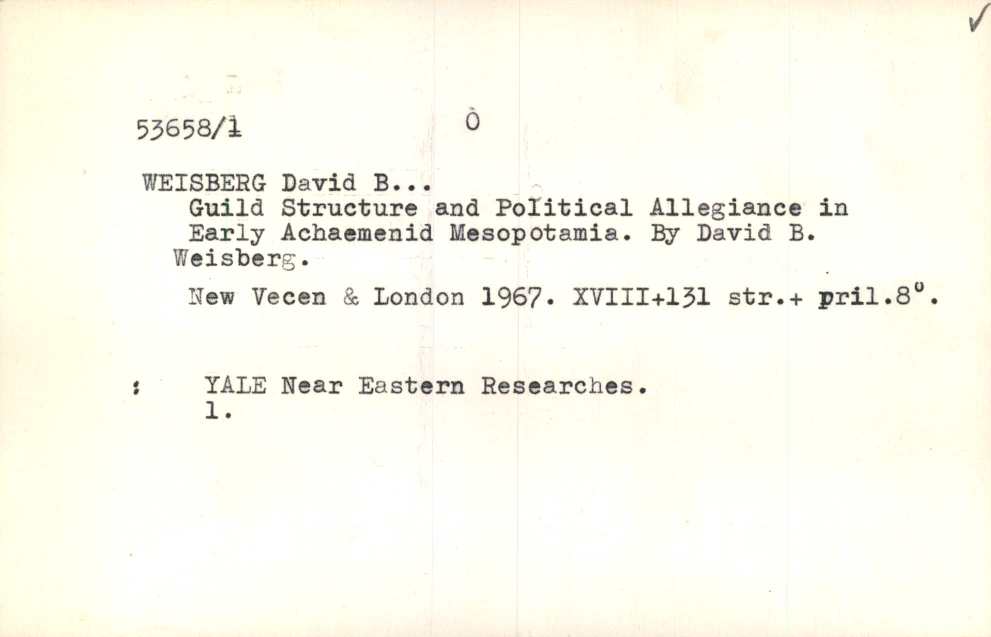 53658/1 Ò
WEISBERG David B...
Guild Structure and Political Allegiance in
Early Achaemenid Mesopotamia. By David B.
Weisberg.
New Vecen & London 1967. XVIII+131 str.+ pril.8°.
: YALE Near Eastern Researches.
1.